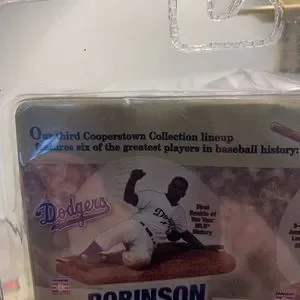 Our third Cooperstown Collection lineup
features six of the greatest players in baseball history:
Dodgers
First
Rookie of
the Year
MLB®
History
ROBINSON